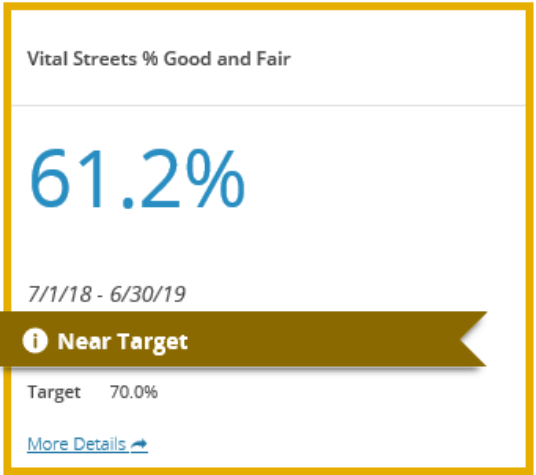 Vital Streets % Good and Fair
61.2%
7/1/18 - 6/30/19
Near Target
Target 70.0%
More Details